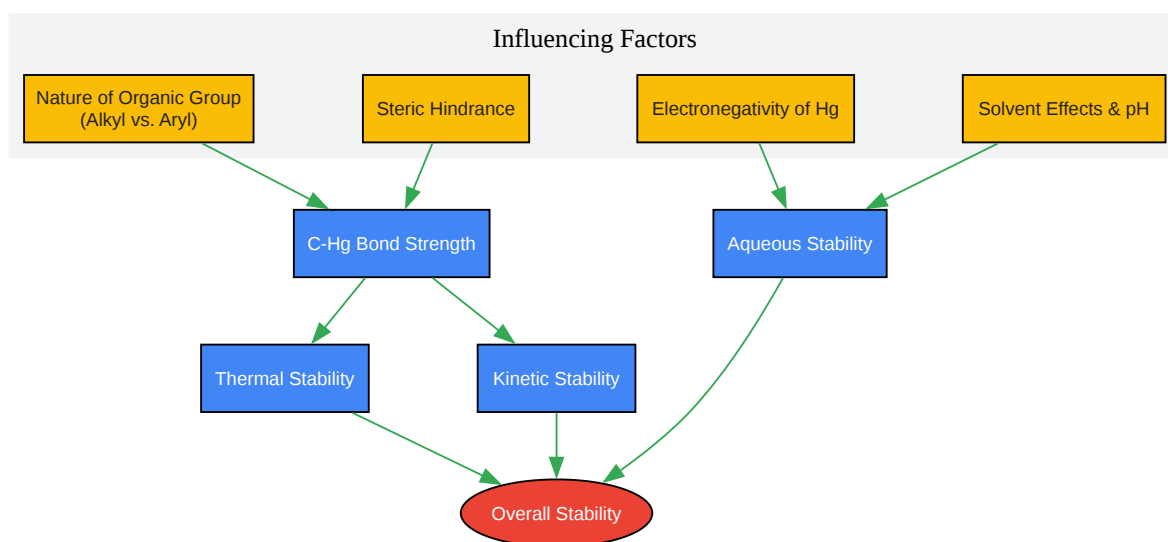 Influencing Factors
Nature of Organic Group
(Alkyl vs. Aryl)
Steric Hindrance
Electronegativity of Hg
Solvent Effects & pH
C-Hg Bond Strength
Aqueous Stability
Thermal Stability
Kinetic Stability
Overall Stability